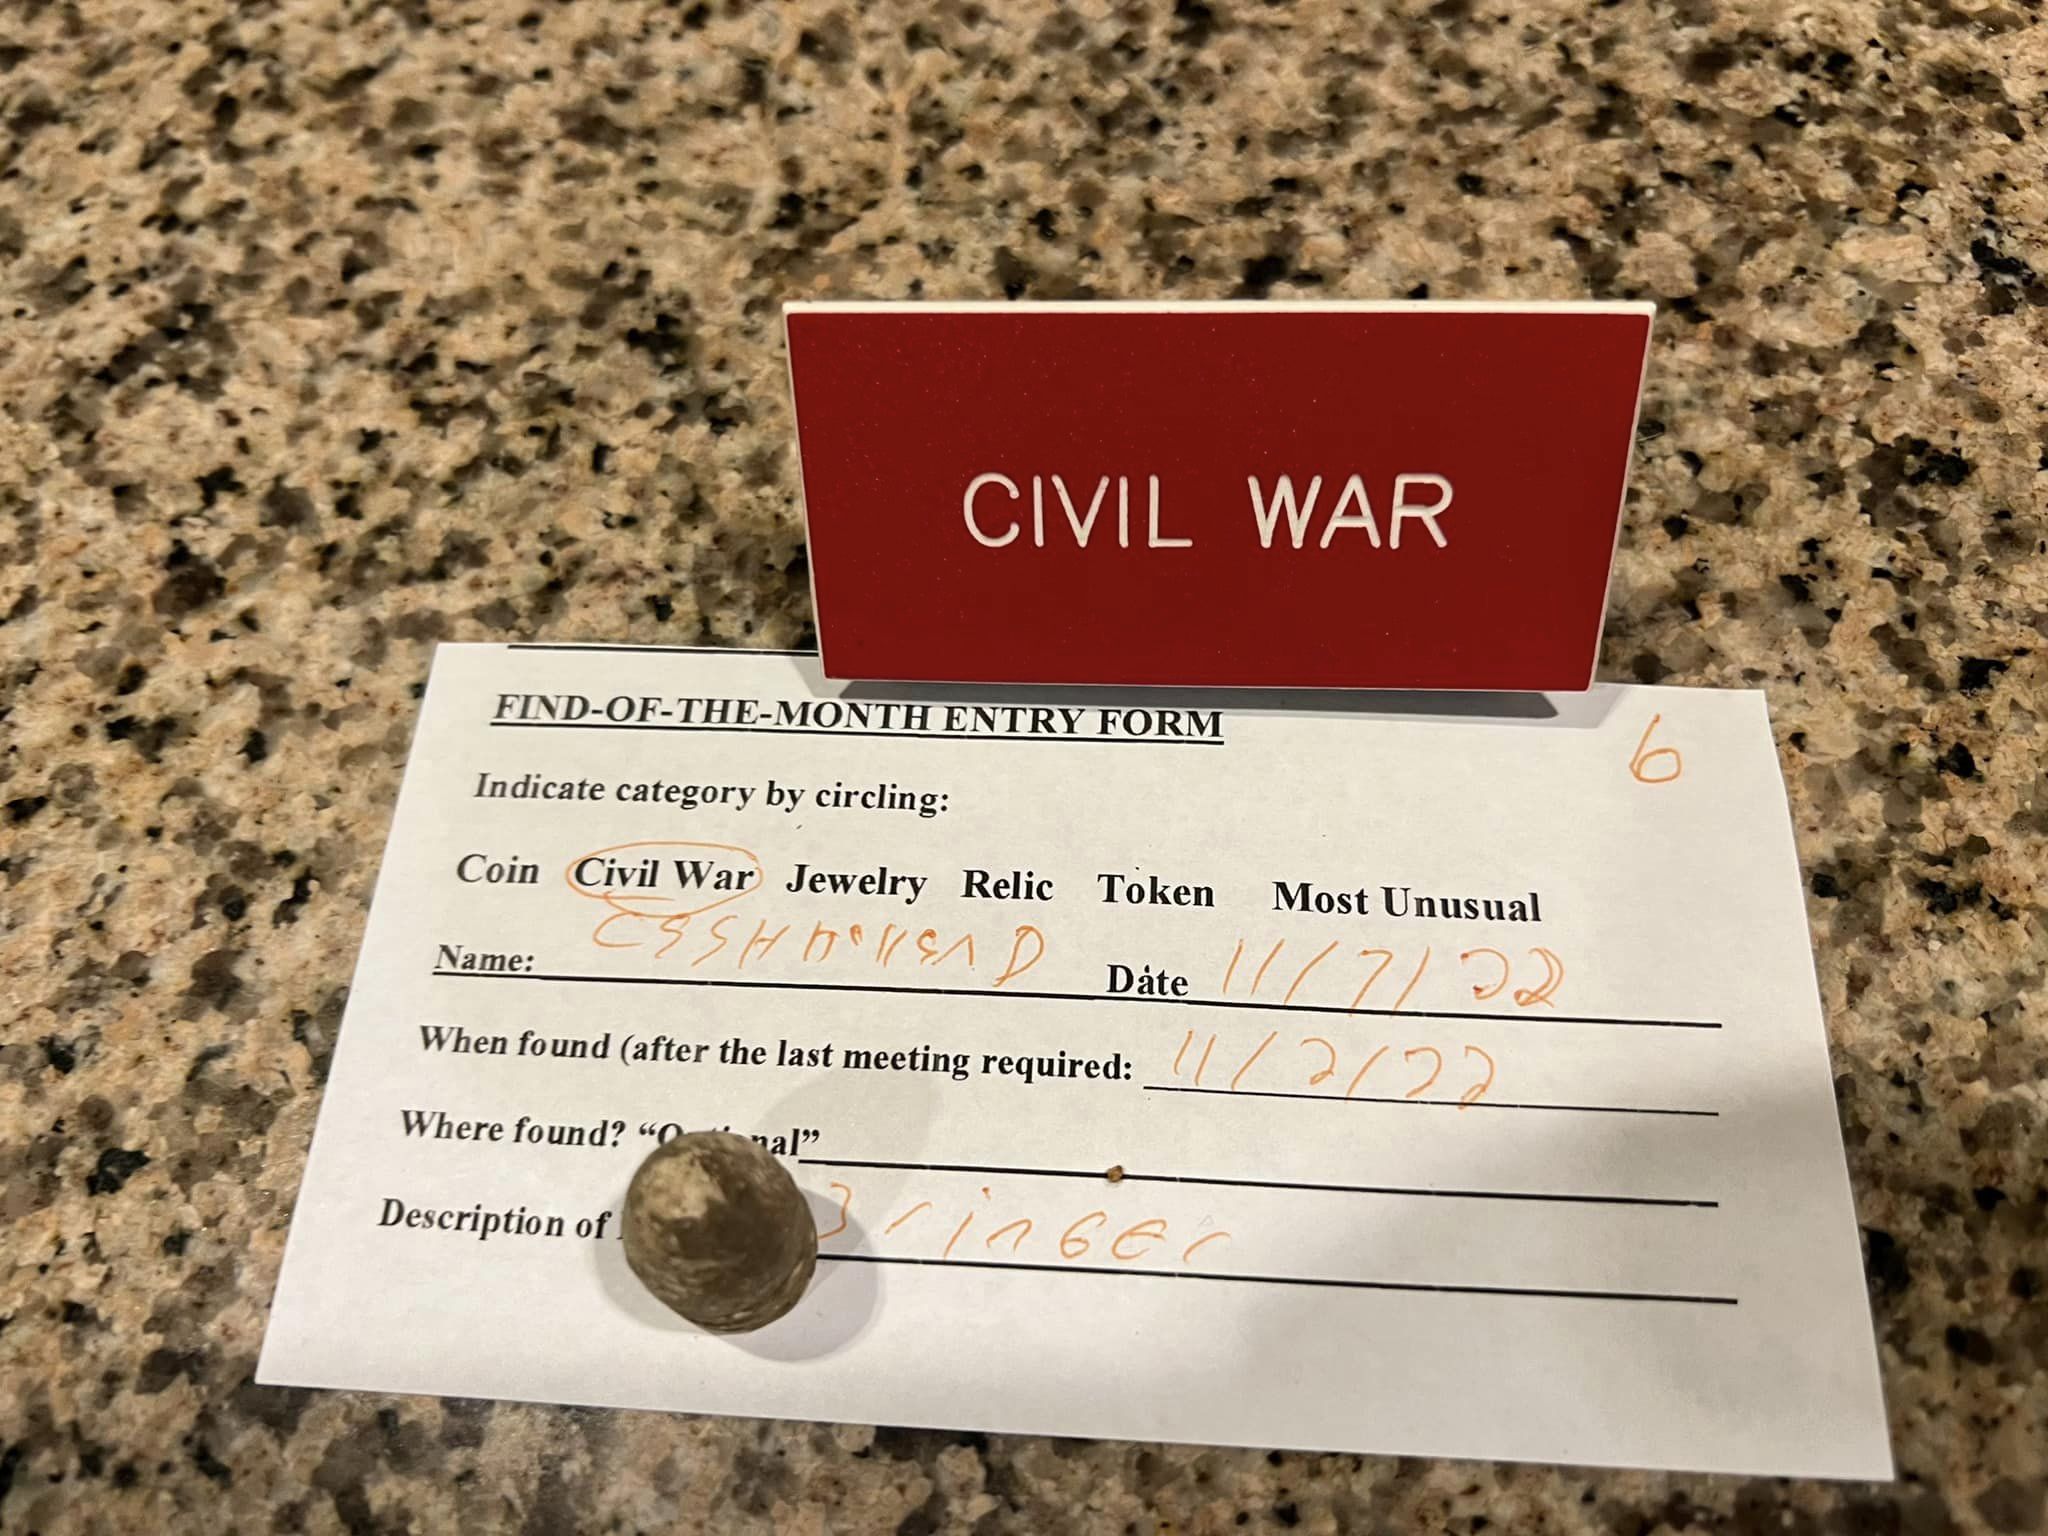 CIVIL WAR
FIND-OF-THE-MONTH ENTRY FORM
6
Indicate category by circling:
Coin Civil War Jewelry Relic Token Most Unusual
Name: Date 11/7/22
When found (after the last meeting required: 11/2/22
Where found?
Description of 3 ringer